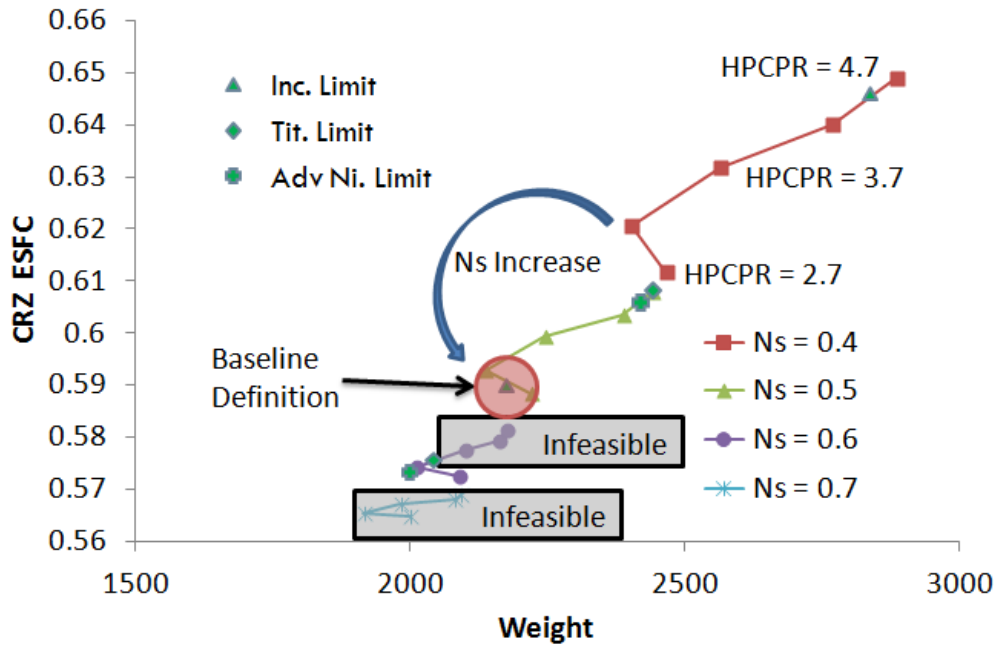 0.66
0.65
0.64
0.63
0.62
0.61
0.6
0.59
0.58
0.57
0.56
CRZ ESFC
Inc. Limit
Tit. Limit
Adv Ni. Limit
HPCPR = 4.7
HPCPR = 3.7
Ns Increase
HPCPR = 2.7
Baseline
Definition
Ns = 0.4
Ns = 0.5
Ns = 0.6
Ns = 0.7
Infeasible
Infeasible
1500
2000
2500
3000
Weight